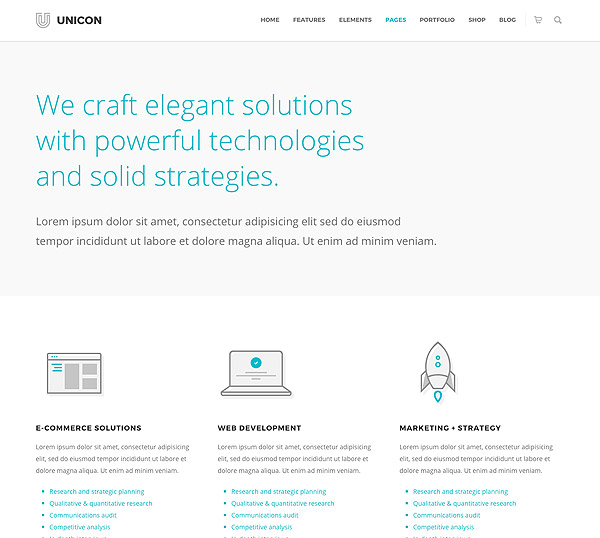 UNICON
HOME FEATURES ELEMENTS PAGES PORTFOLIO SHOP BLOG
We craft elegant solutions
with powerful technologies
and solid strategies.
Lorem ipsum dolor sit amet, consectetur adipisicing elit sed do eiusmod
tempor incididunt ut labore et dolore magna aliqua. Ut enim ad minim veniam.
E-COMMERCE SOLUTIONS
Lorem ipsum dolor sit amet, consectetur adipisicing
elit, sed do eiusmod tempor incididunt ut labore et
dolore magna aliqua. Ut enim ad minim veniam.
Research and strategic planning
Qualitative & quantitative research
Communications audit
Competitive analysis
WEB DEVELOPMENT
Lorem ipsum dolor sit amet, consectetur adipisicing
elit, sed do eiusmod tempor incididunt ut labore et
dolore magna aliqua. Ut enim ad minim veniam.
Research and strategic planning
Qualitative & quantitative research
Communications audit
Competitive analysis
MARKETING + STRATEGY
Lorem ipsum dolor sit amet, consectetur adipisicing
elit, sed do eiusmod tempor incididunt ut labore et
dolore magna aliqua. Ut enim ad minim veniam.
Research and strategic planning
Qualitative & quantitative research
Communications audit
Competitive analysis